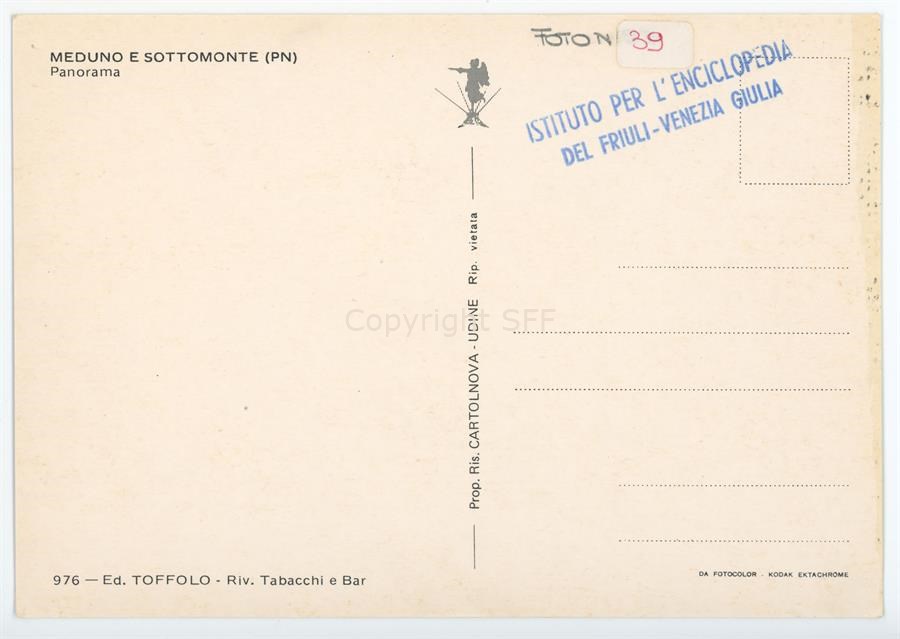 MEDUNO E SOTTOMONTE (PN)
Panorama
FOTO N 39
ISTITUTO PER L'ENCICLOPEDIA
DEL FRIULI-VENEZIA GIULIA
Prop. Ris. CARTOLNOVA - UDINE Rip. vietata
Copyright SFF
976 — Ed. TOFFOLO - Riv. Tabacchi e Bar
DA FOTOCOLOR - KODAK EKTACHROME